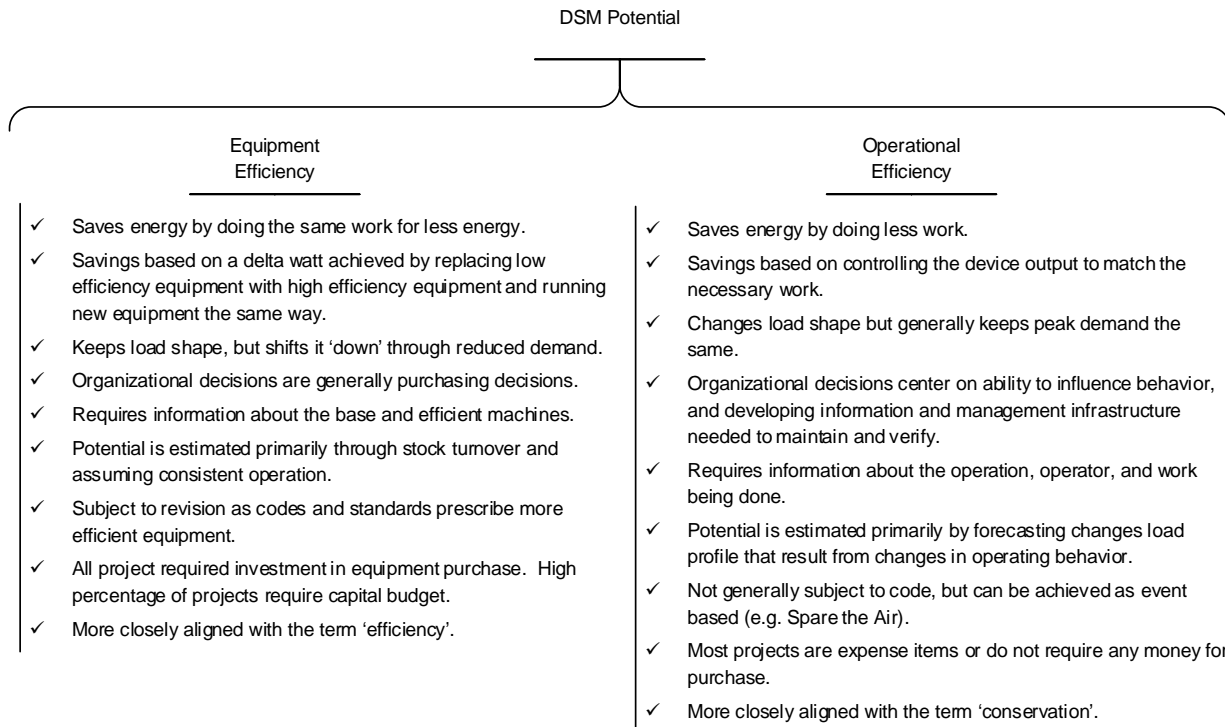 DSM Potential
Equipment
Efficiency
✓ Saves energy by doing the same work for less energy.
✓ Savings based on a delta watt achieved by replacing low
efficiency equipment with high efficiency equipment and running
new equipment the same way.
✓ Keeps load shape, but shifts it ‘down’ through reduced demand.
✓ Organizational decisions are generally purchasing decisions.
✓ Requires information about the base and efficient machines.
✓ Potential is estimated primarily through stock turnover and
assuming consistent operation.
✓ Subject to revision as codes and standards prescribe more
efficient equipment.
✓ All project required investment in equipment purchase.  High
percentage of projects require capital budget.
✓ More closely aligned with the term ‘efficiency’.
Operational
Efficiency
✓ Saves energy by doing less work.
✓ Savings based on controlling the device output to match the
necessary work.
✓ Changes load shape but generally keeps peak demand the
same.
✓ Organizational decisions center on ability to influence behavior,
and developing information and management infrastructure
needed to maintain and verify.
✓ Requires information about the operation, operator, and work
being done.
✓ Potential is estimated primarily by forecasting changes load
profile that result from changes in operating behavior.
✓ Not generally subject to code, but can be achieved as event
based (e.g. Spare the Air).
✓ Most projects are expense items or do not require any money for
purchase.
✓ More closely aligned with the term ‘conservation’.